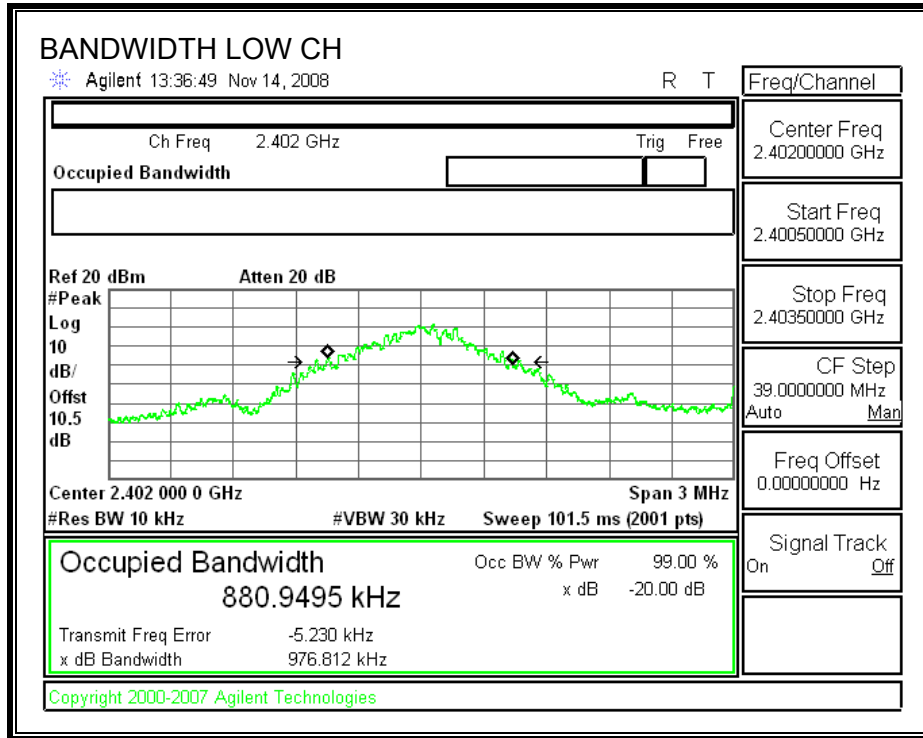 BANDWIDTH LOW CH
Agilent 13:36:49 Nov 14, 2008 R T
Freq/Channel
Ch Freq 2.402 GHz Trig Free
Occupied Bandwidth
Center Freq
2.40200000 GHz
Start Freq
2.40050000 GHz
Stop Freq
2.40350000 GHz
CF Step
39.0000000 MHz
Auto Man
Freq Offset
0.00000000 Hz
Signal Track
On Off
Ref 20 dBm Atten 20 dB
#Peak
Log
10
dB/
Offst
10.5
dB
Center 2.402 000 0 GHz Span 3 MHz
#Res BW 10 kHz #VBW 30 kHz Sweep 101.5 ms (2001 pts)
Occupied Bandwidth Occ BW % Pwr 99.00 %
880.9495 kHz x dB -20.00 dB
Transmit Freq Error -5.230 kHz
x dB Bandwidth 976.812 kHz
Copyright 2000-2007 Agilent Technologies